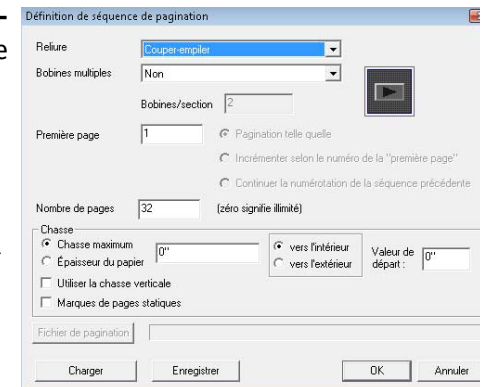 Définition de séquence de pagination
e
Reliure Couper-empiler
Bobines multiples Non
Bobines/section 2
Première page 1 Pagination telle quelle
Incrémenter selon le numéro de la "première page"
Continuer la numérotation de la séquence précédente
Nombre de pages 32 (zéro signifie illimité)
Chasse
Chasse maximum 0" vers l'intérieur Valeur de départ : 0"
Épaisseur du papier vers l'extérieur
Utiliser la chasse verticale
Marques de pages statiques
Fichier de pagination
Charger Enregistrer OK Annuler